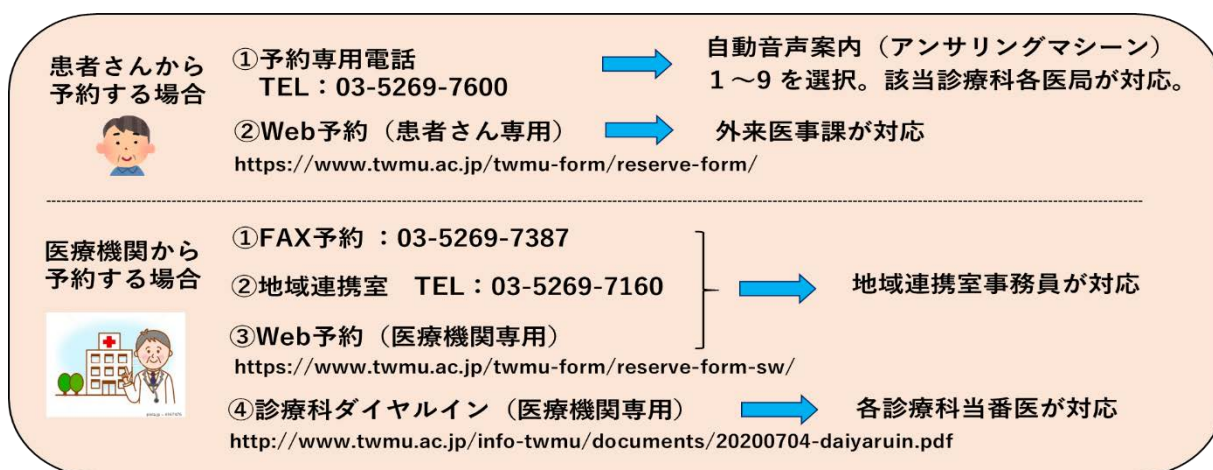 患者さんから
予約する場合
①予約専用電話
TEL：03-5269-7600
自動音声案内（アンサリングマシーン）
1～9 を選択。該当診療科各医局が対応。
②Web予約（患者さん専用）
外来医事課が対応
https://www.twmu.ac.jp/twmu-form/reserve-form/
医療機関から
予約する場合
①FAX予約 ：03-5269-7387
②地域連携室　TEL：03-5269-7160
地域連携室事務員が対応
③Web予約（医療機関専用）
https://www.twmu.ac.jp/twmu-form/reserve-form-sw/
④診療科ダイヤルイン（医療機関専用）
各診療科当番医が対応
http://www.twmu.ac.jp/info-twmu/documents/20200704-daiyaruin.pdf